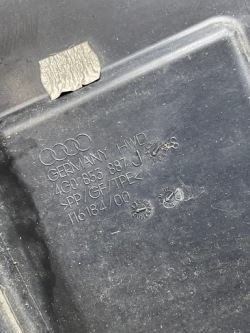 GERMANY HWD
4G0 853 887 J
>PP/GF/TPE<
116184/00